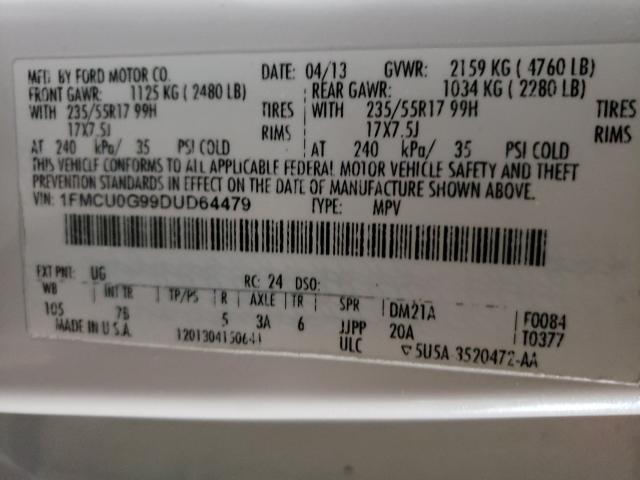 MFD. BY FORD MOTOR CO. DATE: 04/13 GVWR: 2159 KG ( 4760 LB)
FRONT GAWR: 1125 KG ( 2480 LB) REAR GAWR: 1034 KG ( 2280 LB)
WITH 235/55R17 99H TIRES WITH 235/55R17 99H TIRES
17X7.5J RIMS 17X7.5J RIMS
AT 240 kPa/ 35 PSI COLD AT 240 kPa/ 35 PSI COLD
THIS VEHICLE CONFORMS TO ALL APPLICABLE FEDERAL MOTOR VEHICLE SAFETY AND THEFT
PREVENTION STANDARDS IN EFFECT ON THE DATE OF MANUFACTURE SHOWN ABOVE.
VIN: 1FMCU0G99DUD64479 TYPE: MPV
EXT PNT: UG RC: 24 DSO:
WB INT TR TP/PS R AXLE TR SPR DM21A F0084
105 7B 5 3A 6 JJPP 20A T0377
MADE IN U.S.A. 1201304150641 ULC 5U5A-3520472-AA